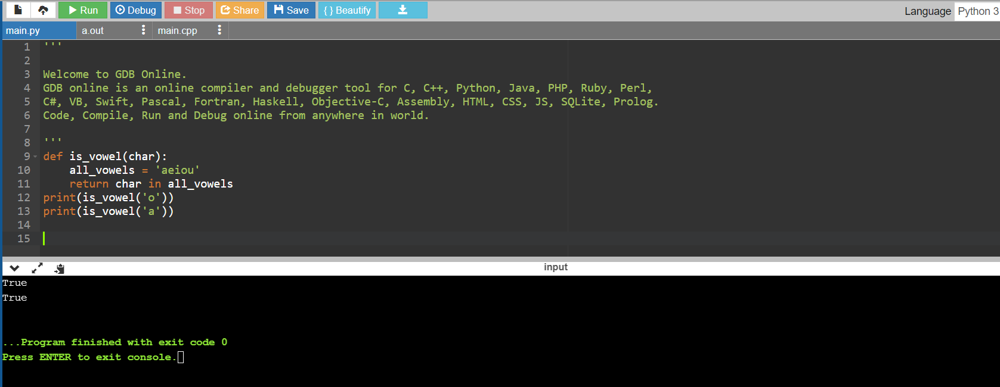 Run Debug Stop Share Save { } Beautify Language Python 3
main.py a.out main.cpp
1 '''
2
3 Welcome to GDB Online.
4 GDB online is an online compiler and debugger tool for C, C++, Python, Java, PHP, Ruby, Perl,
5 C#, VB, Swift, Pascal, Fortran, Haskell, Objective-C, Assembly, HTML, CSS, JS, SQLite, Prolog.
6 Code, Compile, Run and Debug online from anywhere in world.
7
8 '''
9 def is_vowel(char):
10     all_vowels = 'aeiou'
11     return char in all_vowels
12 print(is_vowel('o'))
13 print(is_vowel('a'))
14
15
input
True
True
...Program finished with exit code 0
Press ENTER to exit console.